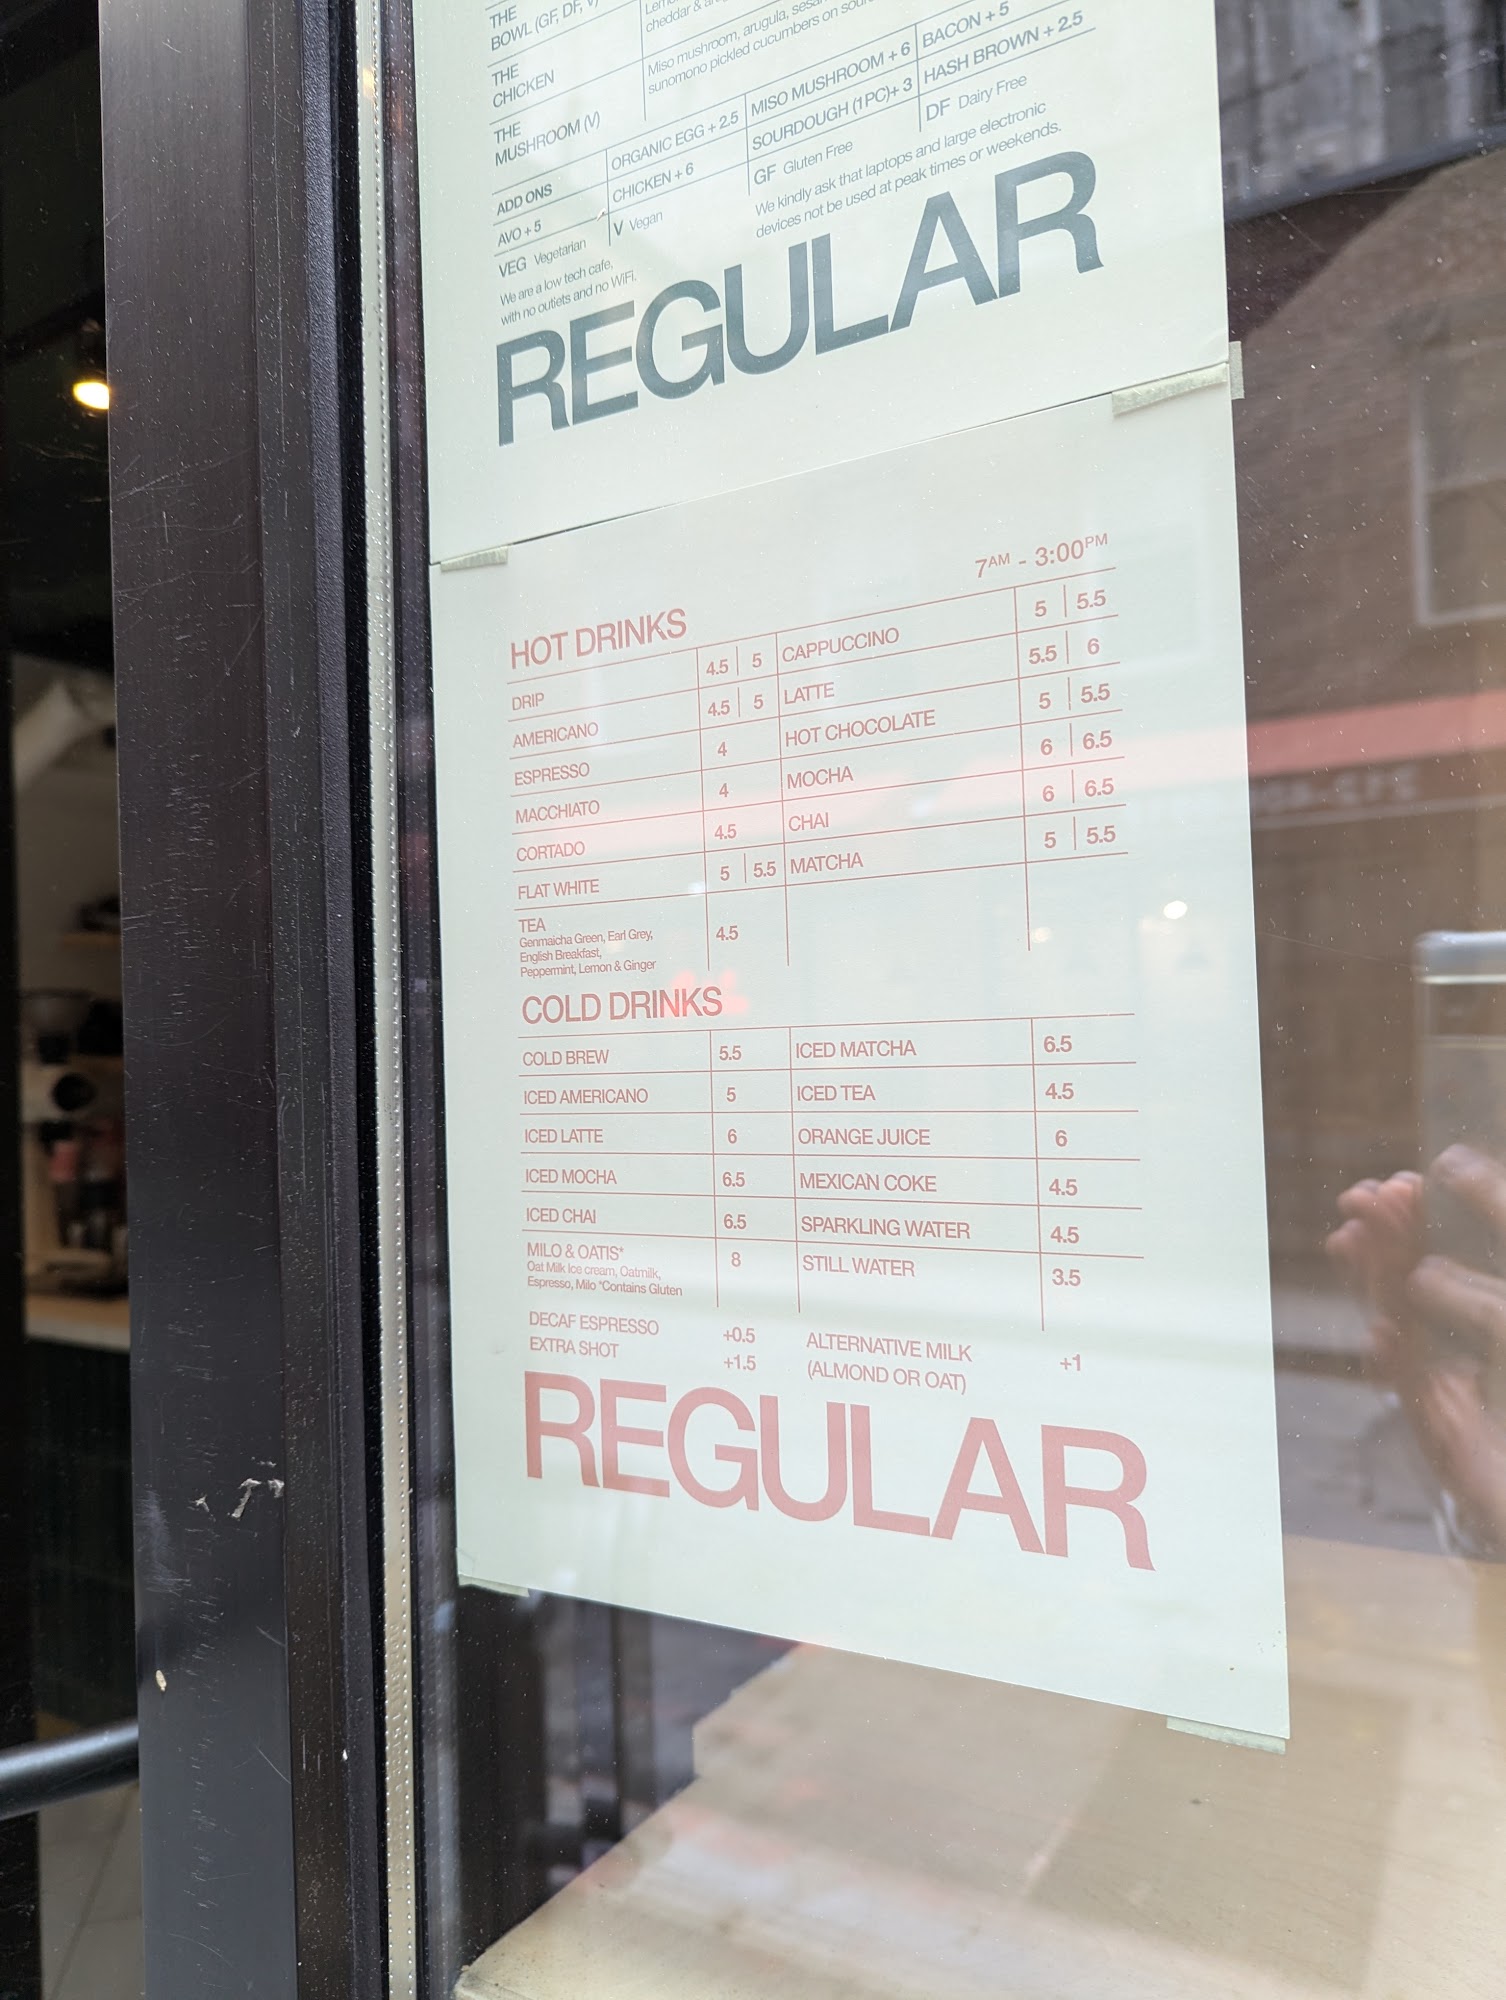 THE
BOWL (GF, DF, V)
cheddar &
THE
CHICKEN
Miso mushroom, arugula,
sunomono pickled cucumbers on
THE
MUSHROOM (V)
ADD ONS
ORGANIC EGG + 2.5
MISO MUSHROOM + 6
BACON + 5
AVO + 5
CHICKEN + 6
SOURDOUGH (1 PC)+ 3
HASH BROWN + 2.5
VEG Vegetarian
V Vegan
GF Gluten Free
DF Dairy Free
We are a low tech cafe,
with no outlets and no WiFi.
We kindly ask that laptops and large electronic
devices not be used at peak times or weekends.
REGULAR
7AM - 3:00PM
HOT DRINKS
DRIP 4.5 | 5
CAPPUCCINO 5 | 5.5
AMERICANO 4.5 | 5
LATTE 5.5 | 6
ESPRESSO 4
HOT CHOCOLATE 5 | 5.5
MACCHIATO 4
MOCHA 6 | 6.5
CORTADO 4.5
CHAI 6 | 6.5
FLAT WHITE 5 | 5.5
MATCHA 5 | 5.5
TEA 4.5
Genmaicha Green, Earl Grey,
English Breakfast,
Peppermint, Lemon & Ginger
COLD DRINKS
COLD BREW 5.5
ICED MATCHA 6.5
ICED AMERICANO 5
ICED TEA 4.5
ICED LATTE 6
ORANGE JUICE 6
ICED MOCHA 6.5
MEXICAN COKE 4.5
ICED CHAI 6.5
SPARKLING WATER 4.5
MILO & OATIS* 8
Oat Milk Ice cream, Oatmilk,
Espresso, Milo *Contains Gluten
STILL WATER 3.5
DECAF ESPRESSO +0.5
EXTRA SHOT +1.5
ALTERNATIVE MILK
(ALMOND OR OAT) +1
REGULAR